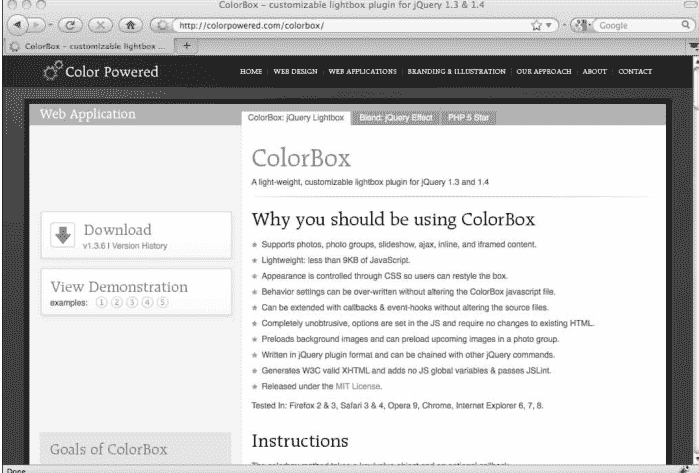 ColorBox – customizable lightbox plugin for jQuery 1.3 & 1.4
http://colorpowered.com/colorbox/
Google
ColorBox – customizable lightbox ...
Color Powered
HOME WEB DESIGN WEB APPLICATIONS BRANDING & ILLUSTRATION OUR APPROACH ABOUT CONTACT
Web Application
ColorBox: jQuery Lightbox Blend: jQuery Effect PHP 5 Star
ColorBox
A light-weight, customizable lightbox plugin for jQuery 1.3 and 1.4
Download
v1.3.6 | Version History
View Demonstration
examples: 1 2 3 4 5
Why you should be using ColorBox
Supports photos, photo groups, slideshow, ajax, inline, and iframed content.
Lightweight: less than 9KB of JavaScript.
Appearance is controlled through CSS so users can restyle the box.
Behavior settings can be over-written without altering the ColorBox javascript file.
Can be extended with callbacks & event-hooks without altering the source files.
Completely unobtrusive, options are set in the JS and require no changes to existing HTML.
Preloads background images and can preload upcoming images in a photo group.
Written in jQuery plugin format and can be chained with other jQuery commands.
Generates W3C valid XHTML and adds no JS global variables & passes JSLint.
Released under the MIT License.
Tested In: Firefox 2 & 3, Safari 3 & 4, Opera 9, Chrome, Internet Explorer 6, 7, 8.
Goals of ColorBox
Instructions
Done